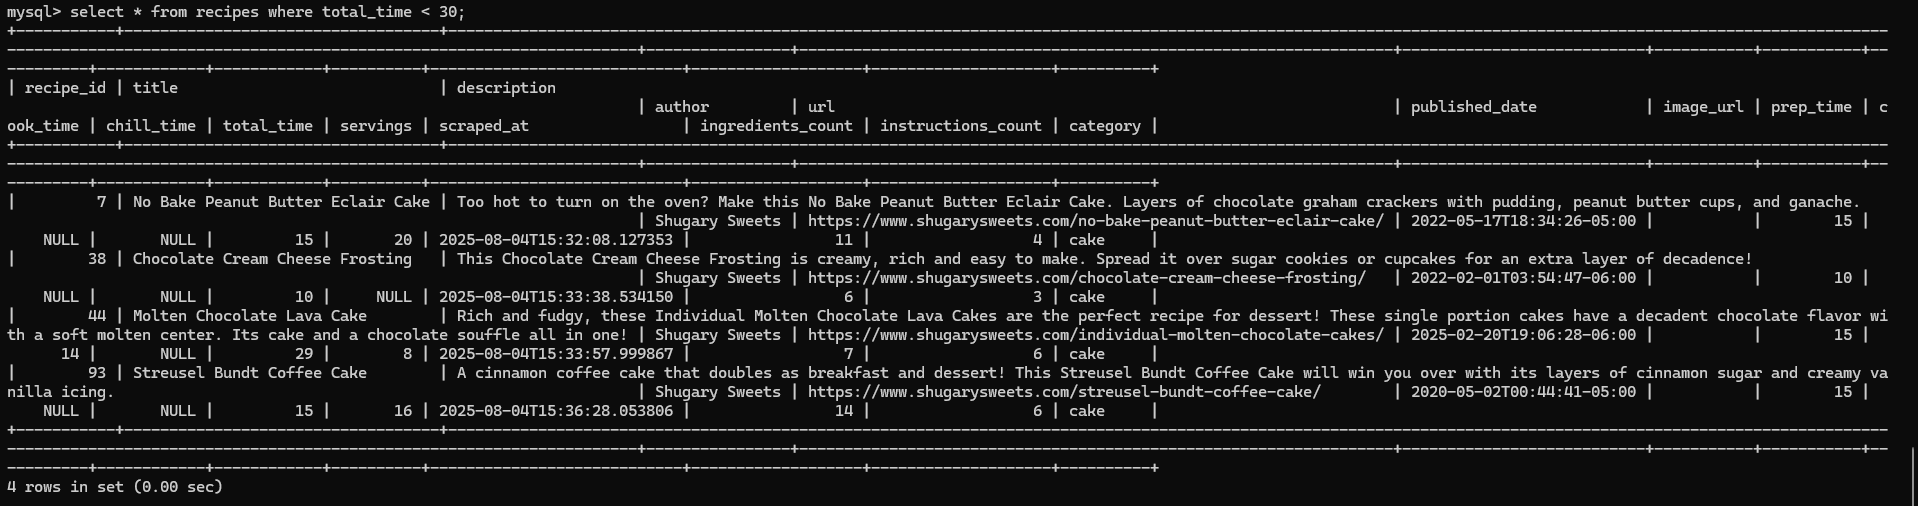 mysql> select * from recipes where total_time < 30;
| recipe_id | title | description
| author | url | published_date | image_url | prep_time | c
ook_time | chill_time | total_time | servings | scraped_at | ingredients_count | instructions_count | category |
| 7 | No Bake Peanut Butter Eclair Cake | Too hot to turn on the oven? Make this No Bake Peanut Butter Eclair Cake. Layers of chocolate graham crackers with pudding, peanut butter cups, and ganache.
| Shugary Sweets | https://www.shugarysweets.com/no-bake-peanut-butter-eclair-cake/ | 2022-05-17T18:34:26-05:00 | | 15 |
NULL | NULL | 15 | 20 | 2025-08-04T15:32:08.127353 | 11 | 4 | cake |
| 38 | Chocolate Cream Cheese Frosting | This Chocolate Cream Cheese Frosting is creamy, rich and easy to make. Spread it over sugar cookies or cupcakes for an extra layer of decadence!
| Shugary Sweets | https://www.shugarysweets.com/chocolate-cream-cheese-frosting/ | 2022-02-01T03:54:47-06:00 | | 10 |
NULL | NULL | 10 | NULL | 2025-08-04T15:33:38.534150 | 6 | 3 | cake |
| 44 | Molten Chocolate Lava Cake | Rich and fudgy, these Individual Molten Chocolate Lava Cakes are the perfect recipe for dessert! These single portion cakes have a decadent chocolate flavor wi
th a soft molten center. Its cake and a chocolate souffle all in one! | Shugary Sweets | https://www.shugarysweets.com/individual-molten-chocolate-cakes/ | 2025-02-20T19:06:28-06:00 | | 15 |
14 | NULL | 29 | 8 | 2025-08-04T15:33:57.999867 | 7 | 6 | cake |
| 93 | Streusel Bundt Coffee Cake | A cinnamon coffee cake that doubles as breakfast and dessert! This Streusel Bundt Coffee Cake will win you over with its layers of cinnamon sugar and creamy va
nilla icing. | Shugary Sweets | https://www.shugarysweets.com/streusel-bundt-coffee-cake/ | 2020-05-02T00:44:41-05:00 | | 15 |
NULL | NULL | 15 | 16 | 2025-08-04T15:36:28.053806 | 14 | 6 | cake |
4 rows in set (0.00 sec)